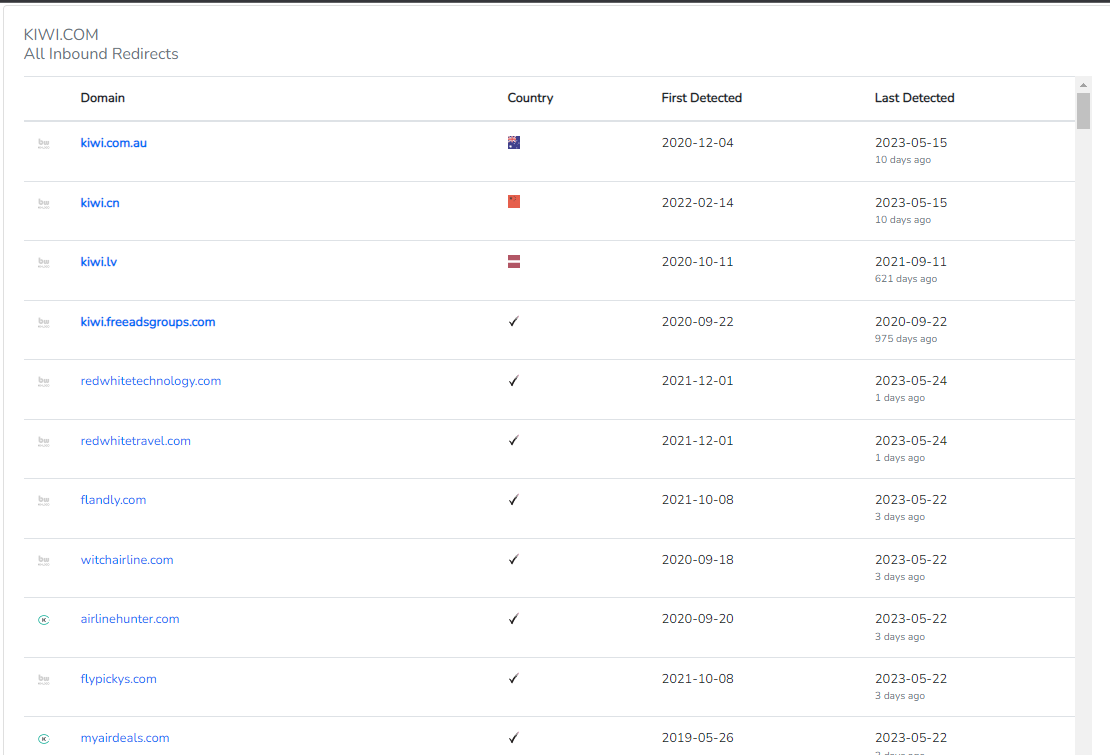 KIWI.COM
All Inbound Redirects
Domain Country First Detected Last Detected
kiwi.com.au 2020-12-04 2023-05-15
10 days ago
kiwi.cn 2022-02-14 2023-05-15
10 days ago
kiwi.lv 2020-10-11 2021-09-11
621 days ago
kiwi.freeadsgroups.com 2020-09-22 2020-09-22
975 days ago
redwhitetechnology.com 2021-12-01 2023-05-24
1 days ago
redwhitetravel.com 2021-12-01 2023-05-24
1 days ago
flandly.com 2021-10-08 2023-05-22
3 days ago
witchairline.com 2020-09-18 2023-05-22
3 days ago
airlinehunter.com 2020-09-20 2023-05-22
3 days ago
flypickys.com 2021-10-08 2023-05-22
3 days ago
myairdeals.com 2019-05-26 2023-05-22